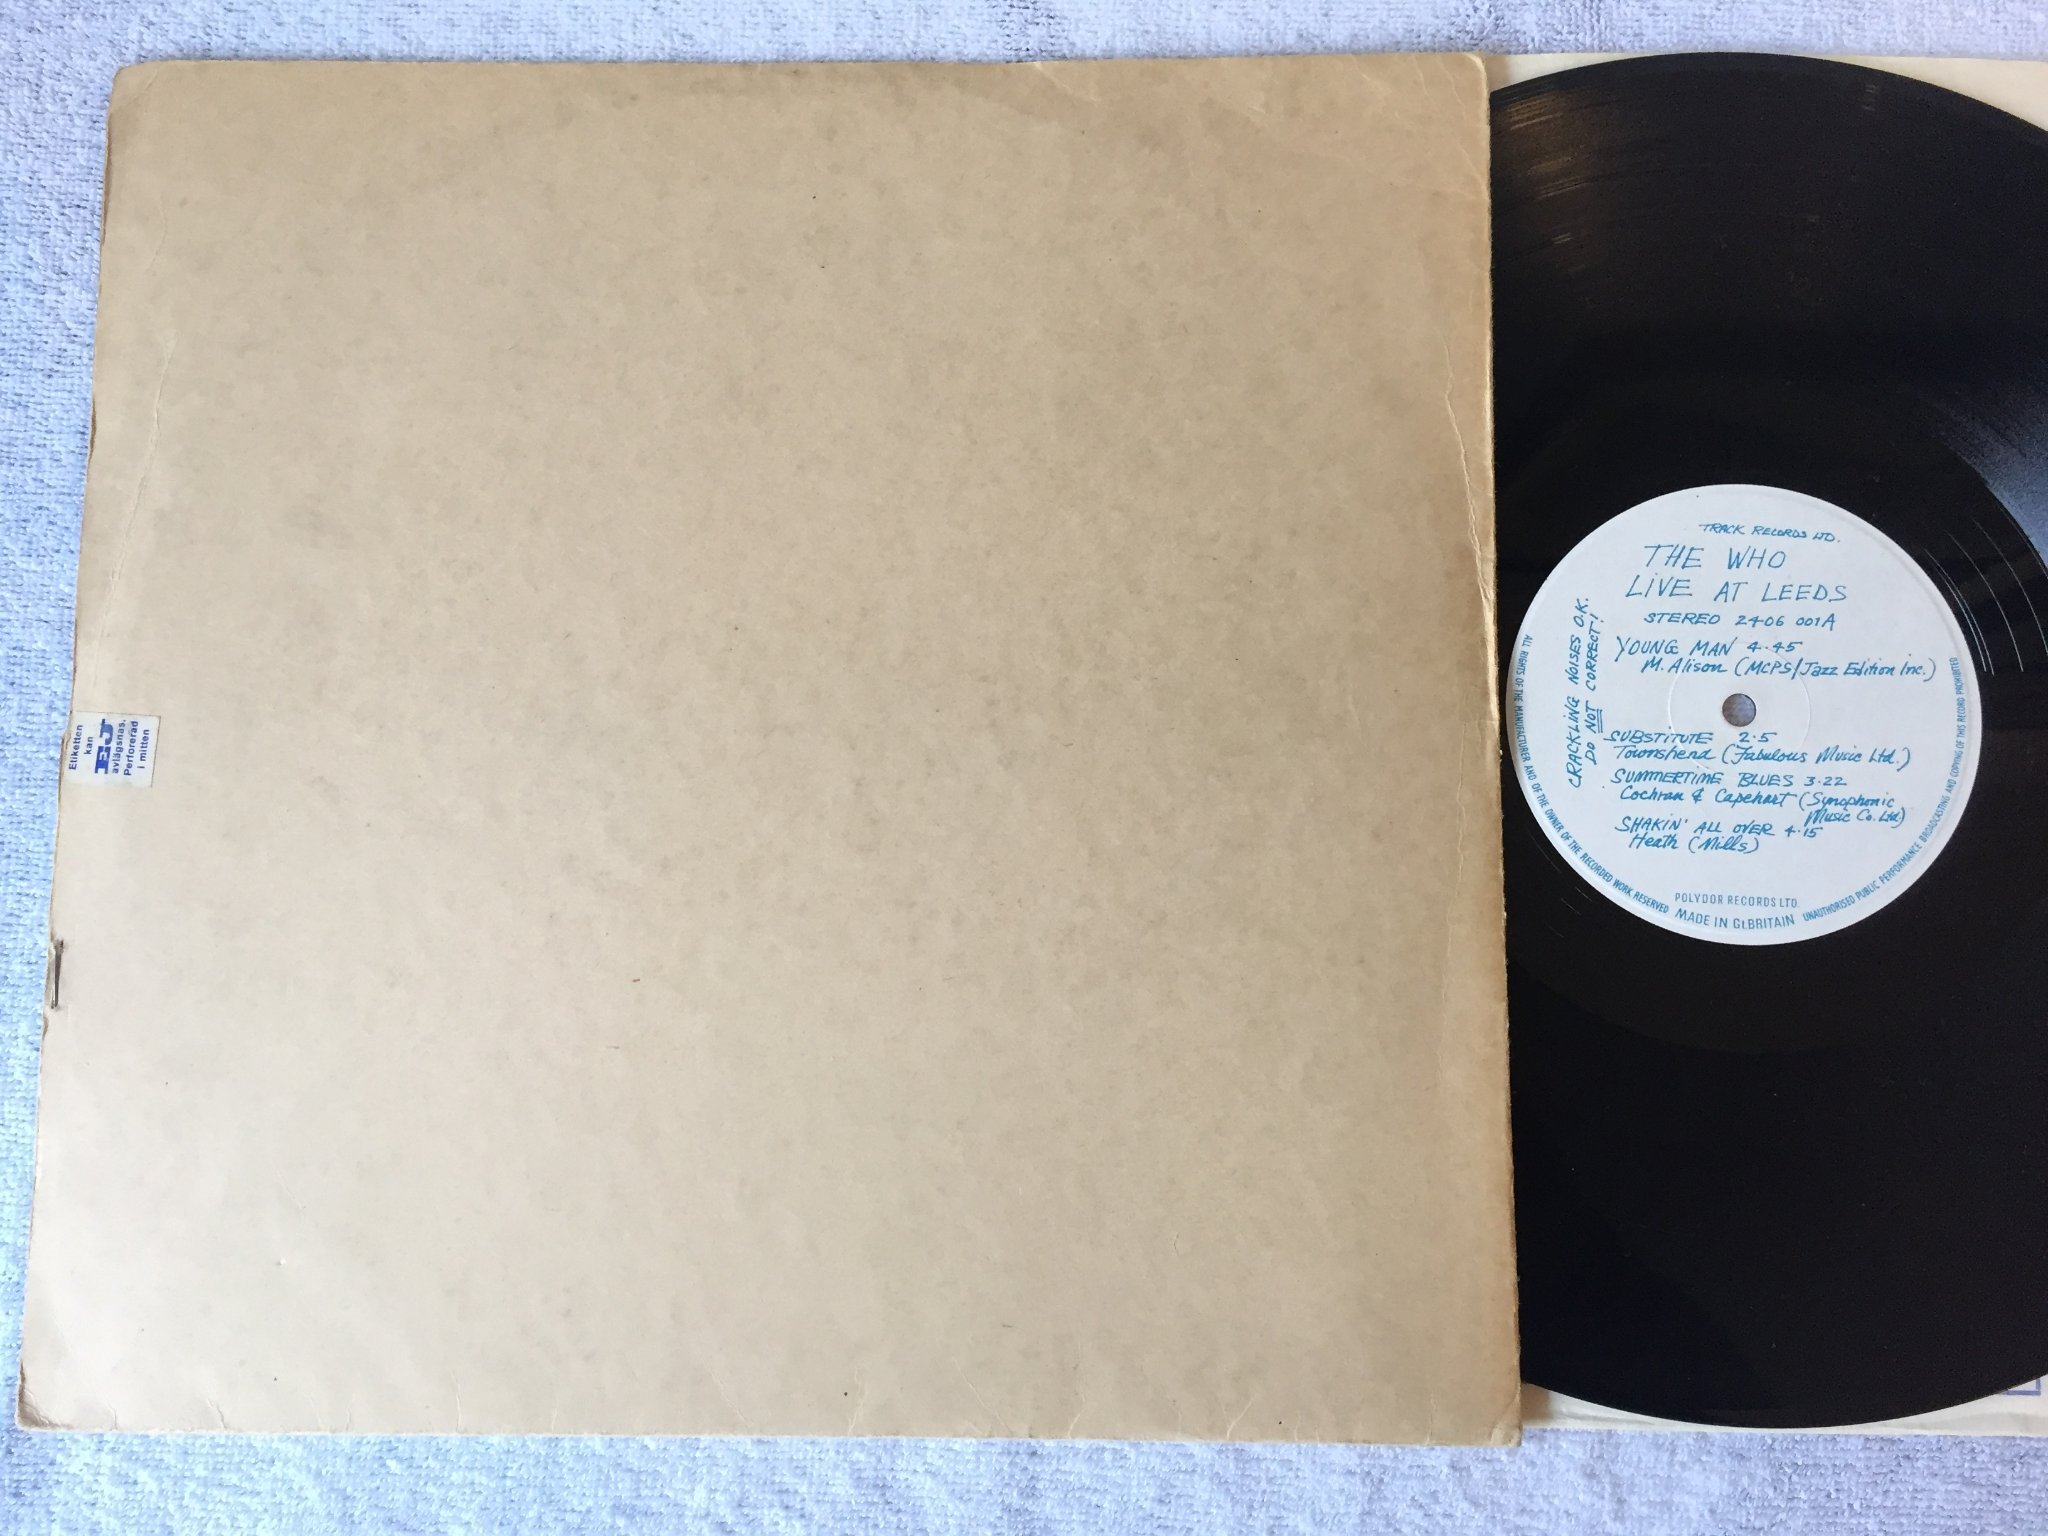 TRACK RECORDS LTD.
THE WHO
LIVE AT LEEDS
STEREO 2406 001A
YOUNG MAN 4.45
M. Alison (MCPS/Jazz Edition Inc.)
SUBSTITUTE 2.5
Townshend (Fabulous Music Ltd.)
SUMMERTIME BLUES 3.22
Cochran & Capehart (Synophonic
Music Co. Ltd)
SHAKIN' ALL OVER 4.15
Heath (Mills)
CRACKLING NOISES O.K.
DO NOT CORRECT!
POLYDOR RECORDS LTD.
MADE IN Gt.BRITAIN
ALL RIGHTS OF THE MANUFACTURER AND OF THE OWNER OF THE RECORDED WORK RESERVED
UNAUTHORISED PUBLIC PERFORMANCE BROADCASTING AND COPYING OF THIS RECORD PROHIBITED
Etiketten
kan
EJ
avlägsnas.
Perforerad
i mitten